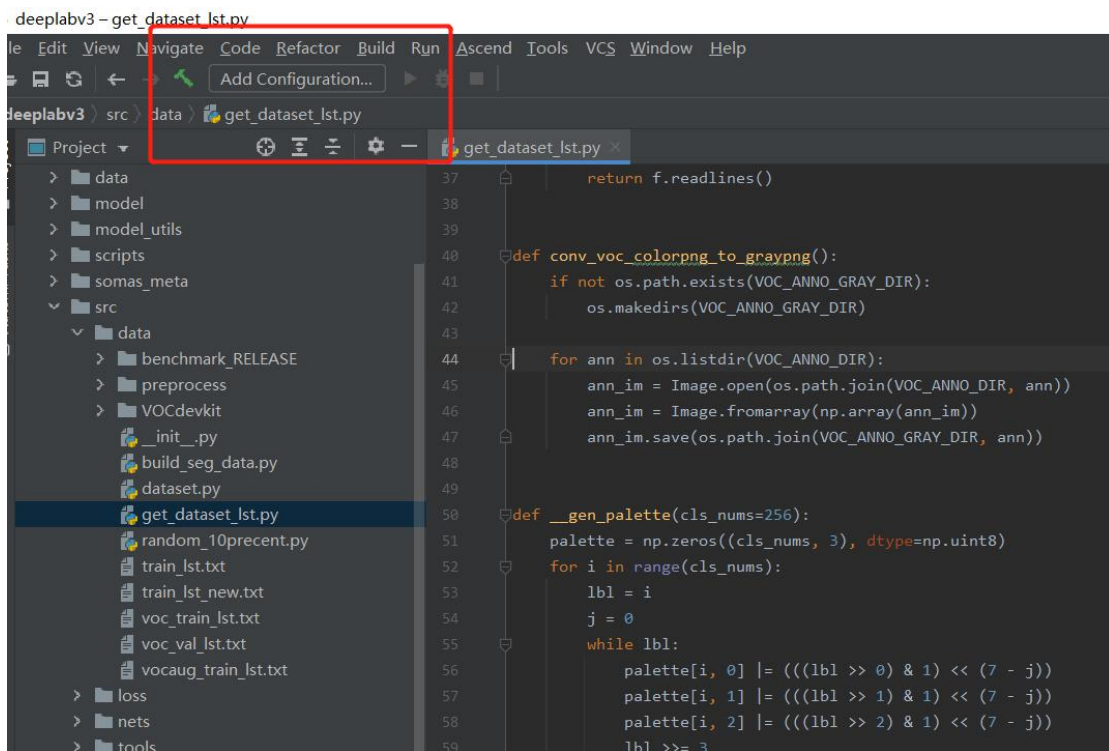 deeplabv3 – get_dataset_lst.py
le Edit View Navigate Code Refactor Build Run Ascend Tools VCS Window Help
Add Configuration...
deeplabv3 src data get_dataset_lst.py
Project
get_dataset_lst.py
data
model
model_utils
scripts
somas_meta
src
data
benchmark_RELEASE
preprocess
VOCdevkit
__init__.py
build_seg_data.py
dataset.py
get_dataset_lst.py
random_10precent.py
train_lst.txt
train_lst_new.txt
voc_train_lst.txt
voc_val_lst.txt
vocaug_train_lst.txt
loss
nets
tools
37 return f.readlines()
38
39
40 def conv_voc_colorpng_to_graypng():
41 if not os.path.exists(VOC_ANNO_GRAY_DIR):
42 os.makedirs(VOC_ANNO_GRAY_DIR)
43
44 for ann in os.listdir(VOC_ANNO_DIR):
45 ann_im = Image.open(os.path.join(VOC_ANNO_DIR, ann))
46 ann_im = Image.fromarray(np.array(ann_im))
47 ann_im.save(os.path.join(VOC_ANNO_GRAY_DIR, ann))
48
49
50 def __gen_palette(cls_nums=256):
51 palette = np.zeros((cls_nums, 3), dtype=np.uint8)
52 for i in range(cls_nums):
53 lbl = i
54 j = 0
55 while lbl:
56 palette[i, 0] |= (((lbl >> 0) & 1) << (7 - j))
57 palette[i, 1] |= (((lbl >> 1) & 1) << (7 - j))
58 palette[i, 2] |= (((lbl >> 2) & 1) << (7 - j))
59 lbl >>= 3